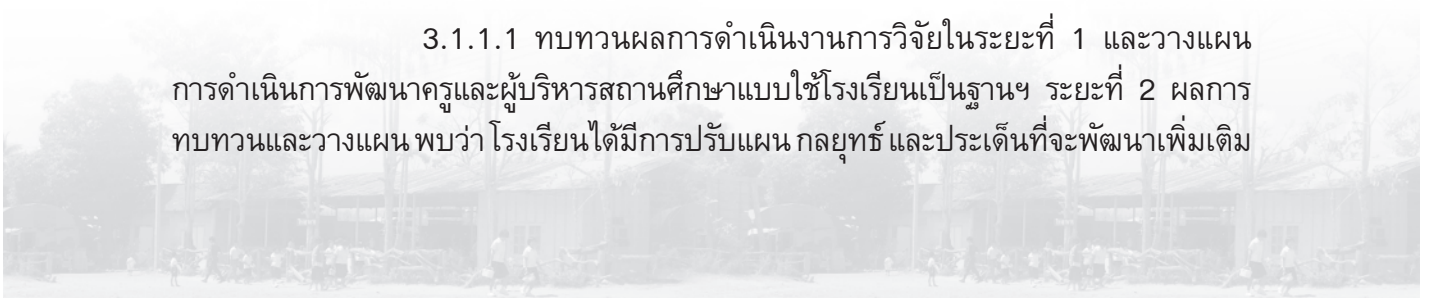 3.1.1.1 ทบทวนผลการดำเนินงานการวิจัยในระยะที่ 1 และวางแผน
การดำเนินการพัฒนาครูและผู้บริหารสถานศึกษาแบบใช้โรงเรียนเป็นฐานฯ ระยะที่ 2 ผลการ
ทบทวนและวางแผน พบว่า โรงเรียนได้มีการปรับแผน กลยุทธ์ และประเด็นที่จะพัฒนาเพิ่มเติม